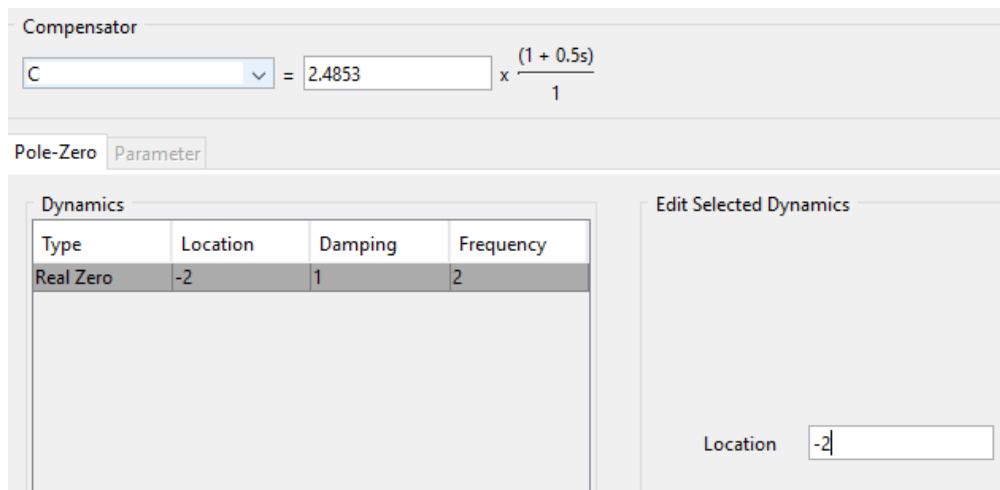 Compensator
C = 2.4853 x (1 + 0.5s)
1
Pole-Zero Parameter
Dynamics Edit Selected Dynamics
Type Location Damping Frequency
Real Zero -2 1 2
Location -2